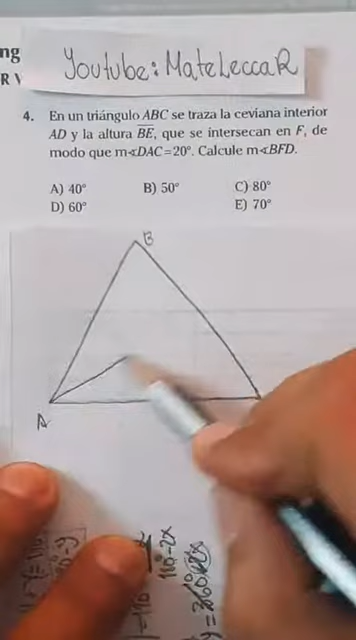 ng
Youtube: MateLeccaR
R
4. En un triángulo ABC se traza la ceviana interior
AD y la altura BE, que se intersecan en F, de
modo que m∢DAC=20°. Calcule m∢BFD.
A) 40° B) 50° C) 80°
D) 60° E) 70°
B
A
180-2x